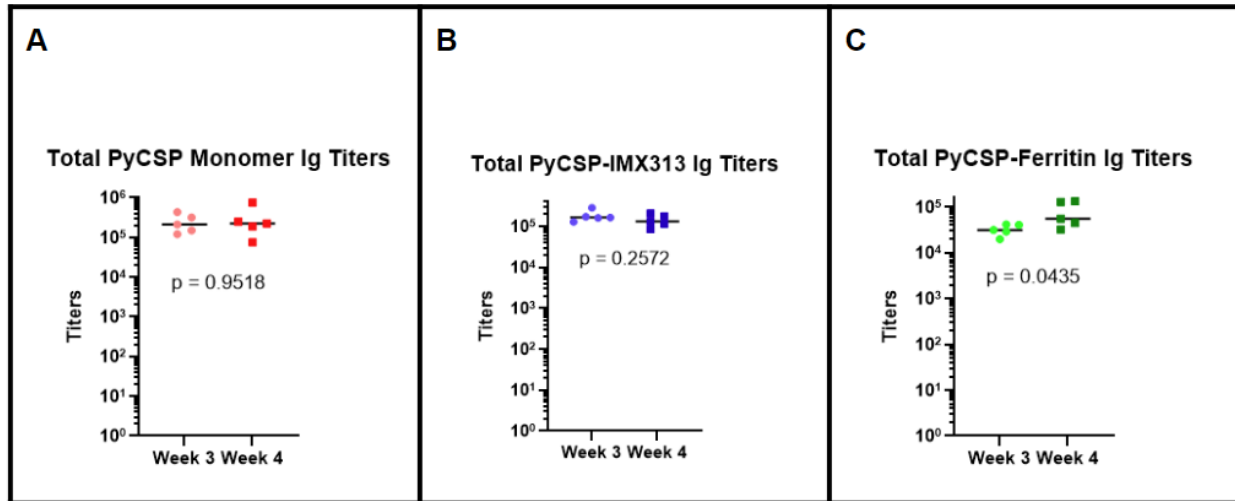 A
Total PyCSP Monomer Ig Titers
10⁶
10⁵
10⁴
10³
10²
10¹
10⁰
Titers
p = 0.9518
Week 3 Week 4
B
Total PyCSP-IMX313 Ig Titers
10⁵
10⁴
10³
10²
10¹
10⁰
Titers
p = 0.2572
Week 3 Week 4
C
Total PyCSP-Ferritin Ig Titers
10⁵
10⁴
10³
10²
10¹
10⁰
Titers
p = 0.0435
Week 3 Week 4